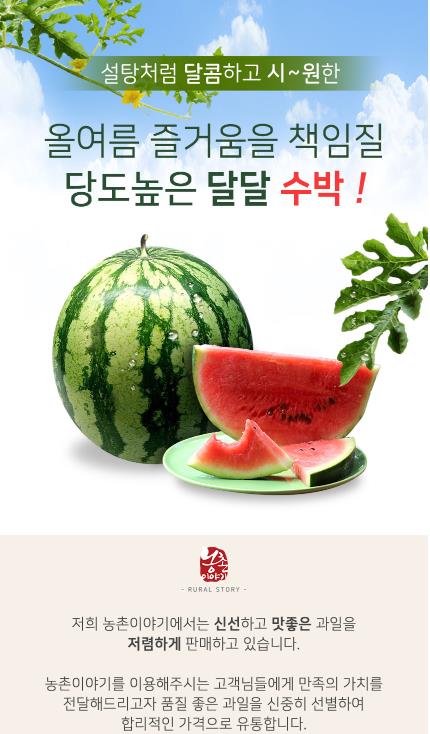 설탕처럼 달콤하고 시~원한
올여름 즐거움을 책임질
당도높은 달달 수박 !
농촌
이야기
- RURAL STORY -
저희 농촌이야기에서는 신선하고 맛좋은 과일을
저렴하게 판매하고 있습니다.
농촌이야기를 이용해주시는 고객님들에게 만족의 가치를
전달해드리고자 품질 좋은 과일을 신중히 선별하여
합리적인 가격으로 유통합니다.